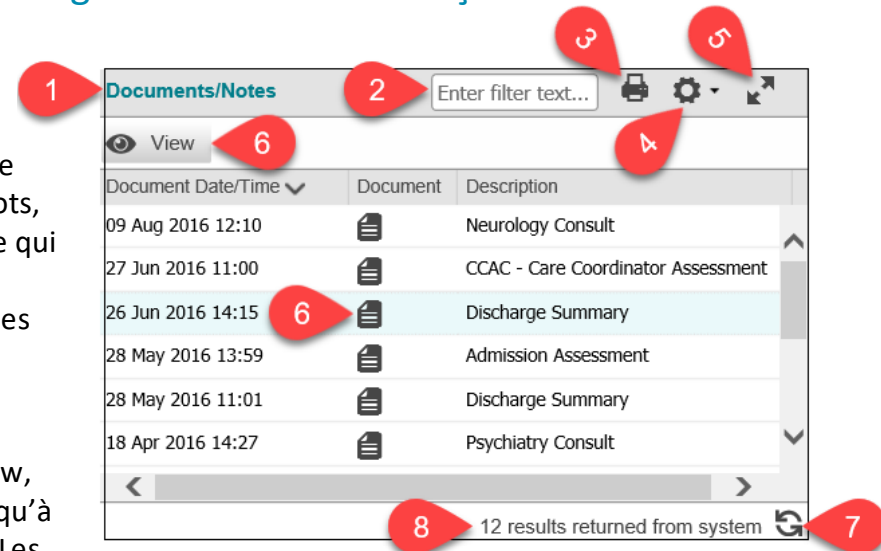 3 5
1 Documents/Notes 2 Enter filter text...
4
View 6
Document Date/Time Document Description
09 Aug 2016 12:10 Neurology Consult
27 Jun 2016 11:00 CCAC - Care Coordinator Assessment
26 Jun 2016 14:15 6 Discharge Summary
28 May 2016 13:59 Admission Assessment
28 May 2016 11:01 Discharge Summary
18 Apr 2016 14:27 Psychiatry Consult
8 12 results returned from system 7
e
ots,
e qui
es
w,
qu'à
Les